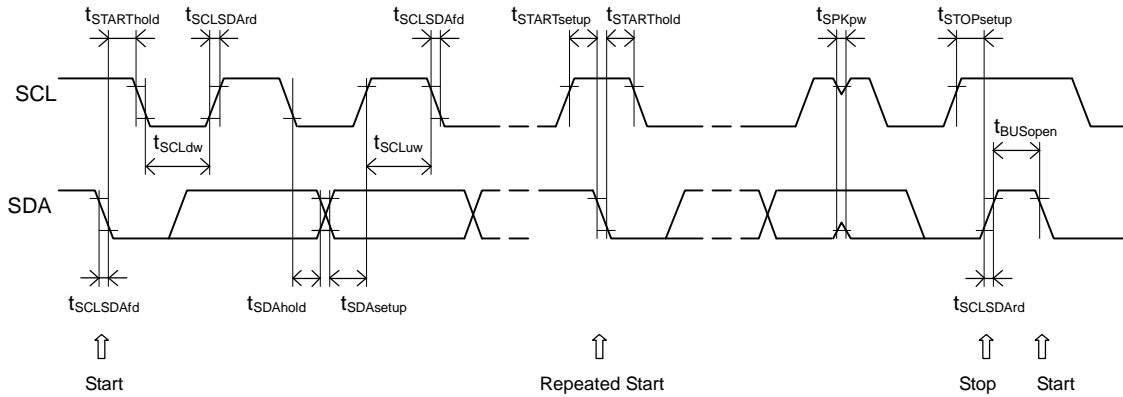 tSTARThold tSCLSDArd tSCLSDAfd tSTARTsetup tSTARThold tSPKpw tSTOPsetup
SCL
tSCLdw tSCLuw tBUSopen
SDA
tSCLSDAfd tSDAhold tSDAsetup tSCLSDArd
Start Repeated Start Stop Start